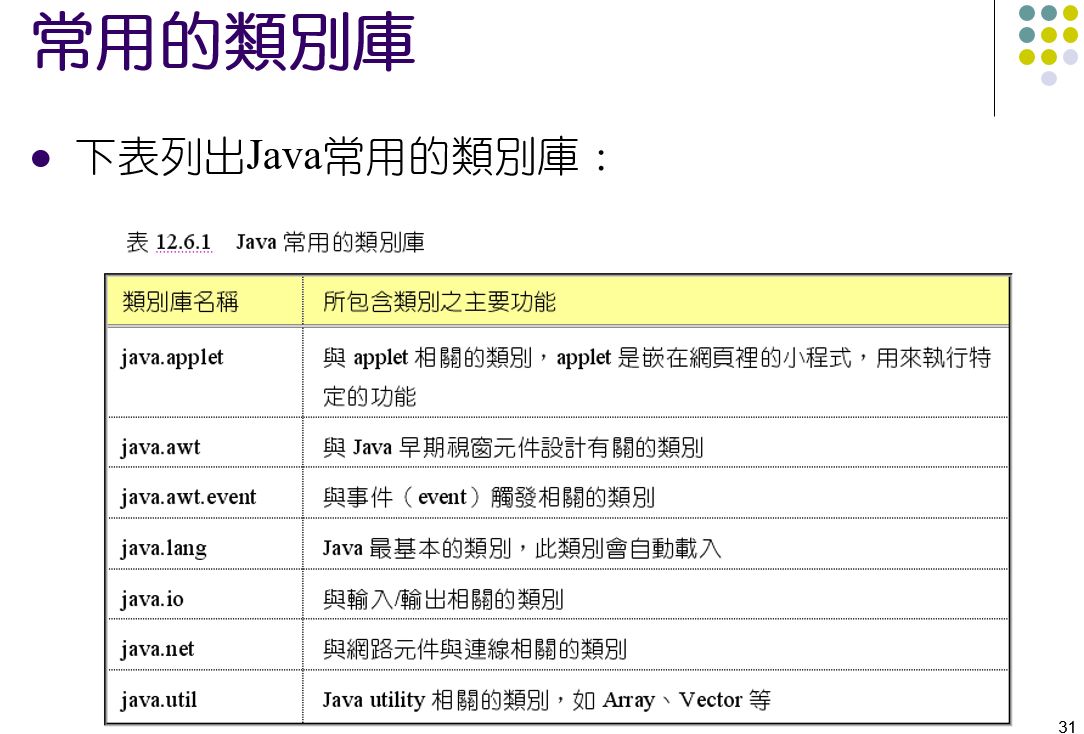 常用的類別庫
下表列出Java常用的類別庫：
表 12.6.1 Java 常用的類別庫
類別庫名稱 所包含類別之主要功能
java.applet 與 applet 相關的類別，applet 是嵌在網頁裡的小程式，用來執行特
定的功能
java.awt 與 Java 早期視窗元件設計有關的類別
java.awt.event 與事件（event）觸發相關的類別
java.lang Java 最基本的類別，此類別會自動載入
java.io 與輸入/輸出相關的類別
java.net 與網路元件與連線相關的類別
java.util Java utility 相關的類別，如 Array、Vector 等
31